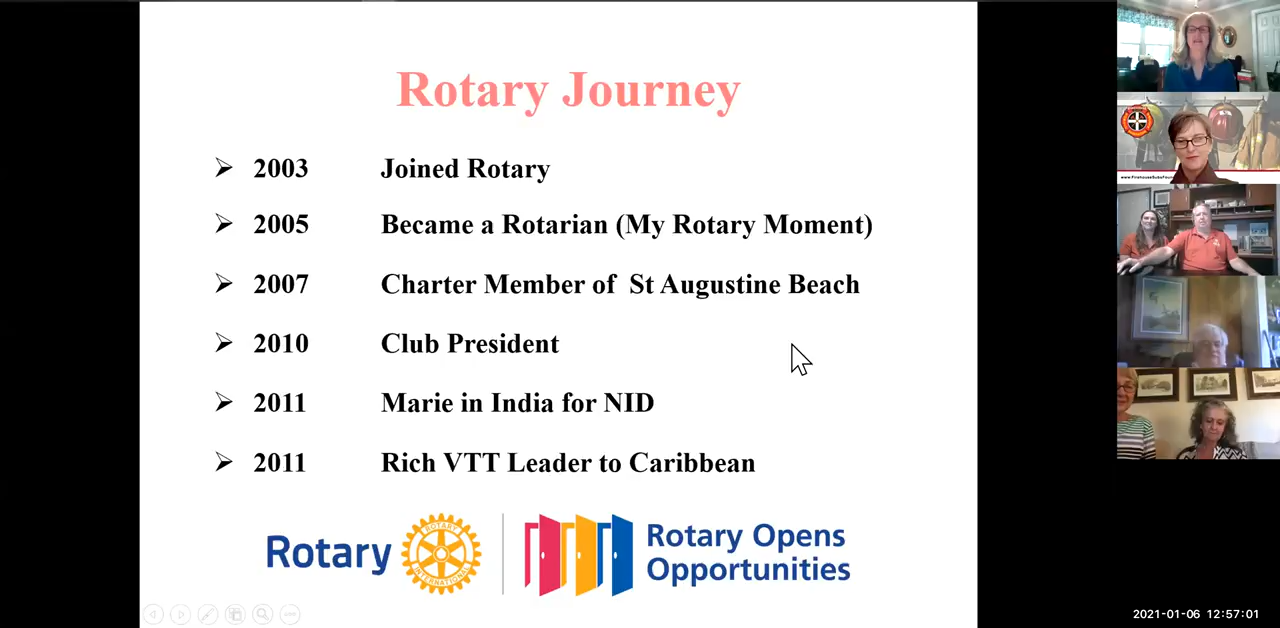 Rotary Journey
➢ 2003 Joined Rotary
➢ 2005 Became a Rotarian (My Rotary Moment)
➢ 2007 Charter Member of St Augustine Beach
➢ 2010 Club President
➢ 2011 Marie in India for NID
➢ 2011 Rich VTT Leader to Caribbean
Rotary
ROTARY
INTERNATIONAL
Rotary Opens
Opportunities
2021-01-06 12:57:01